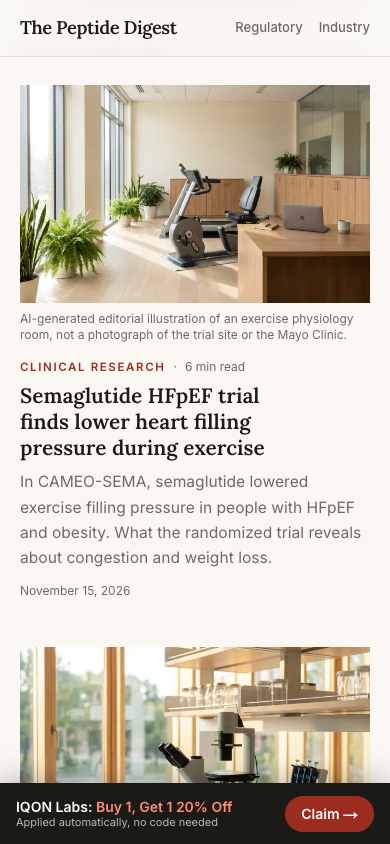 The Peptide Digest
Regulatory Industry
AI-generated editorial illustration of an exercise physiology
room, not a photograph of the trial site or the Mayo Clinic.
CLINICAL RESEARCH · 6 min read
Semaglutide HFpEF trial
finds lower heart filling
pressure during exercise
In CAMEO-SEMA, semaglutide lowered
exercise filling pressure in people with HFpEF
and obesity. What the randomized trial reveals
about congestion and weight loss.
November 15, 2026
IQON Labs: Buy 1, Get 1 20% Off
Applied automatically, no code needed
Claim →